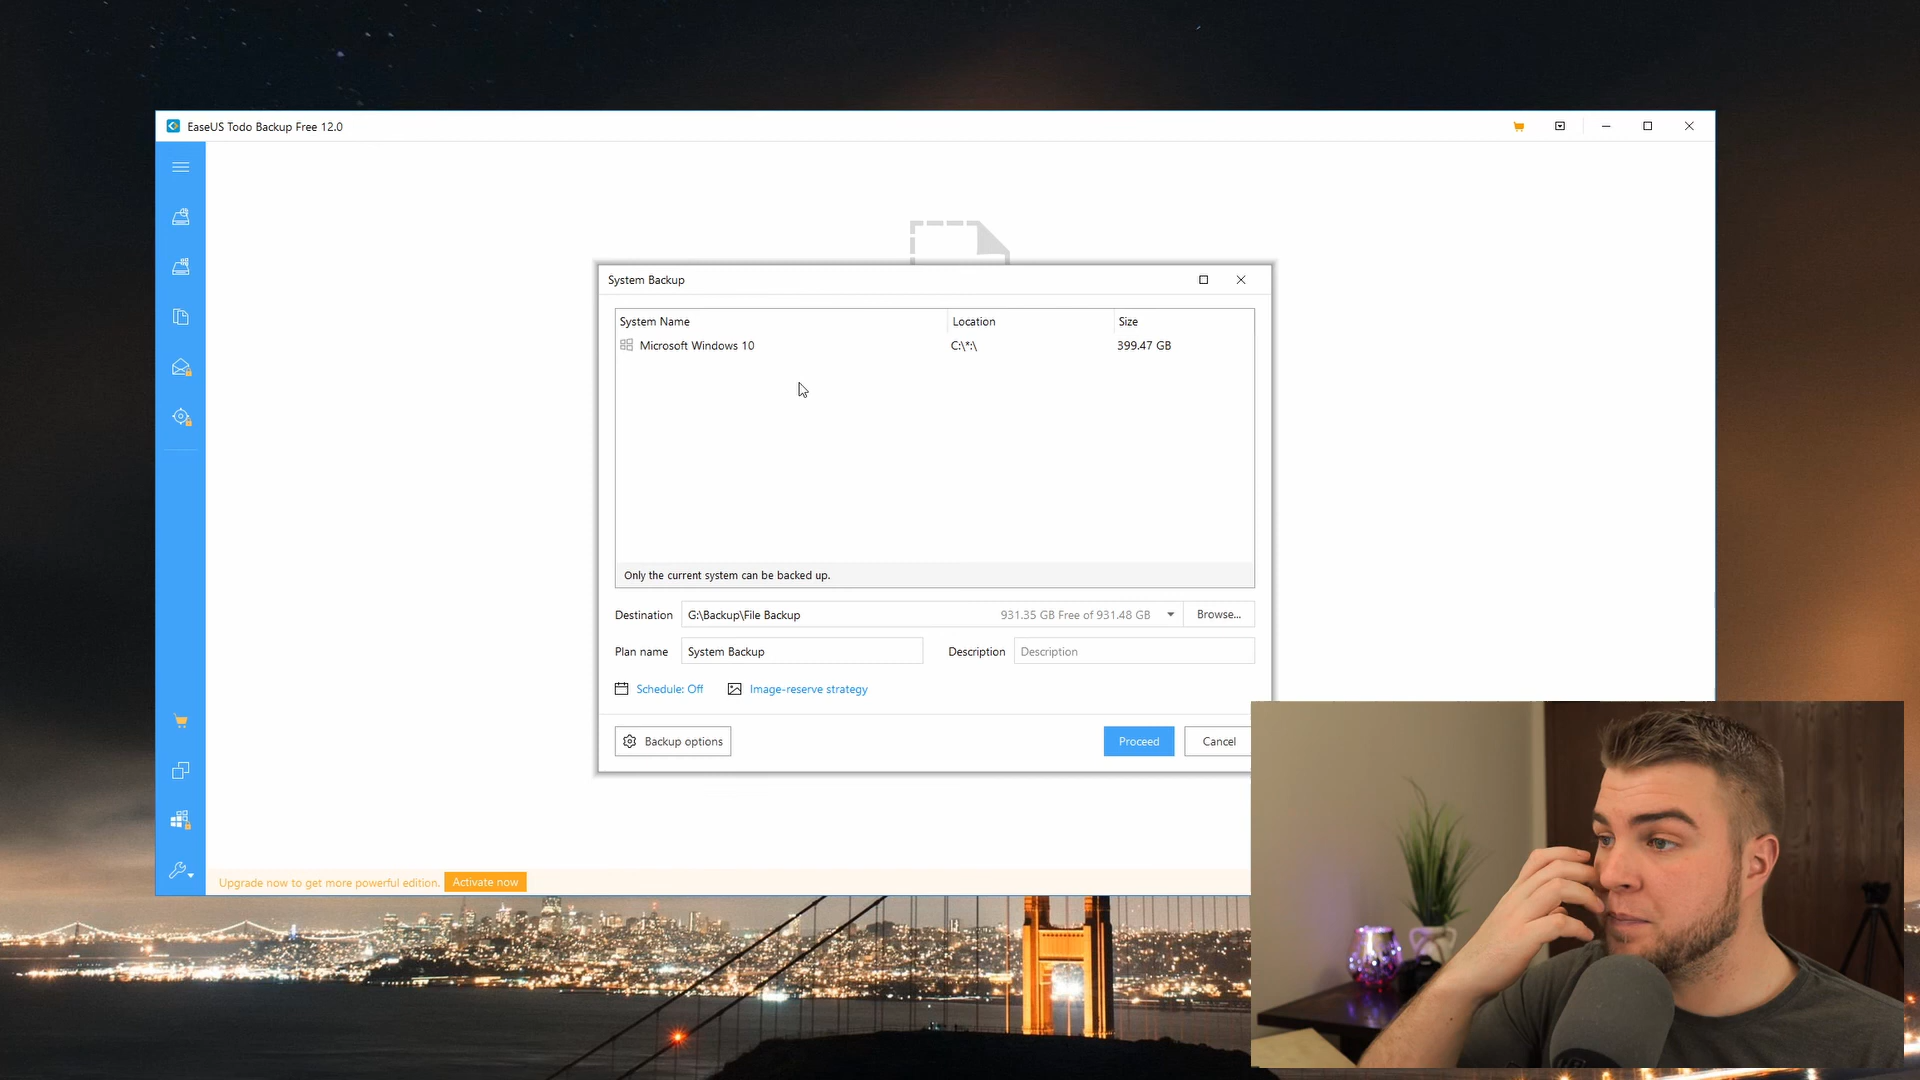 EaseUS Todo Backup Free 12.0
System Backup
System Name Location Size
Microsoft Windows 10 C:\*:\ 399.47 GB
Only the current system can be backed up.
Destination G:\Backup\File Backup 931.35 GB Free of 931.48 GB Browse...
Plan name System Backup Description Description
Schedule: Off Image-reserve strategy
Backup options Proceed Cancel
Upgrade now to get more powerful edition. Activate now